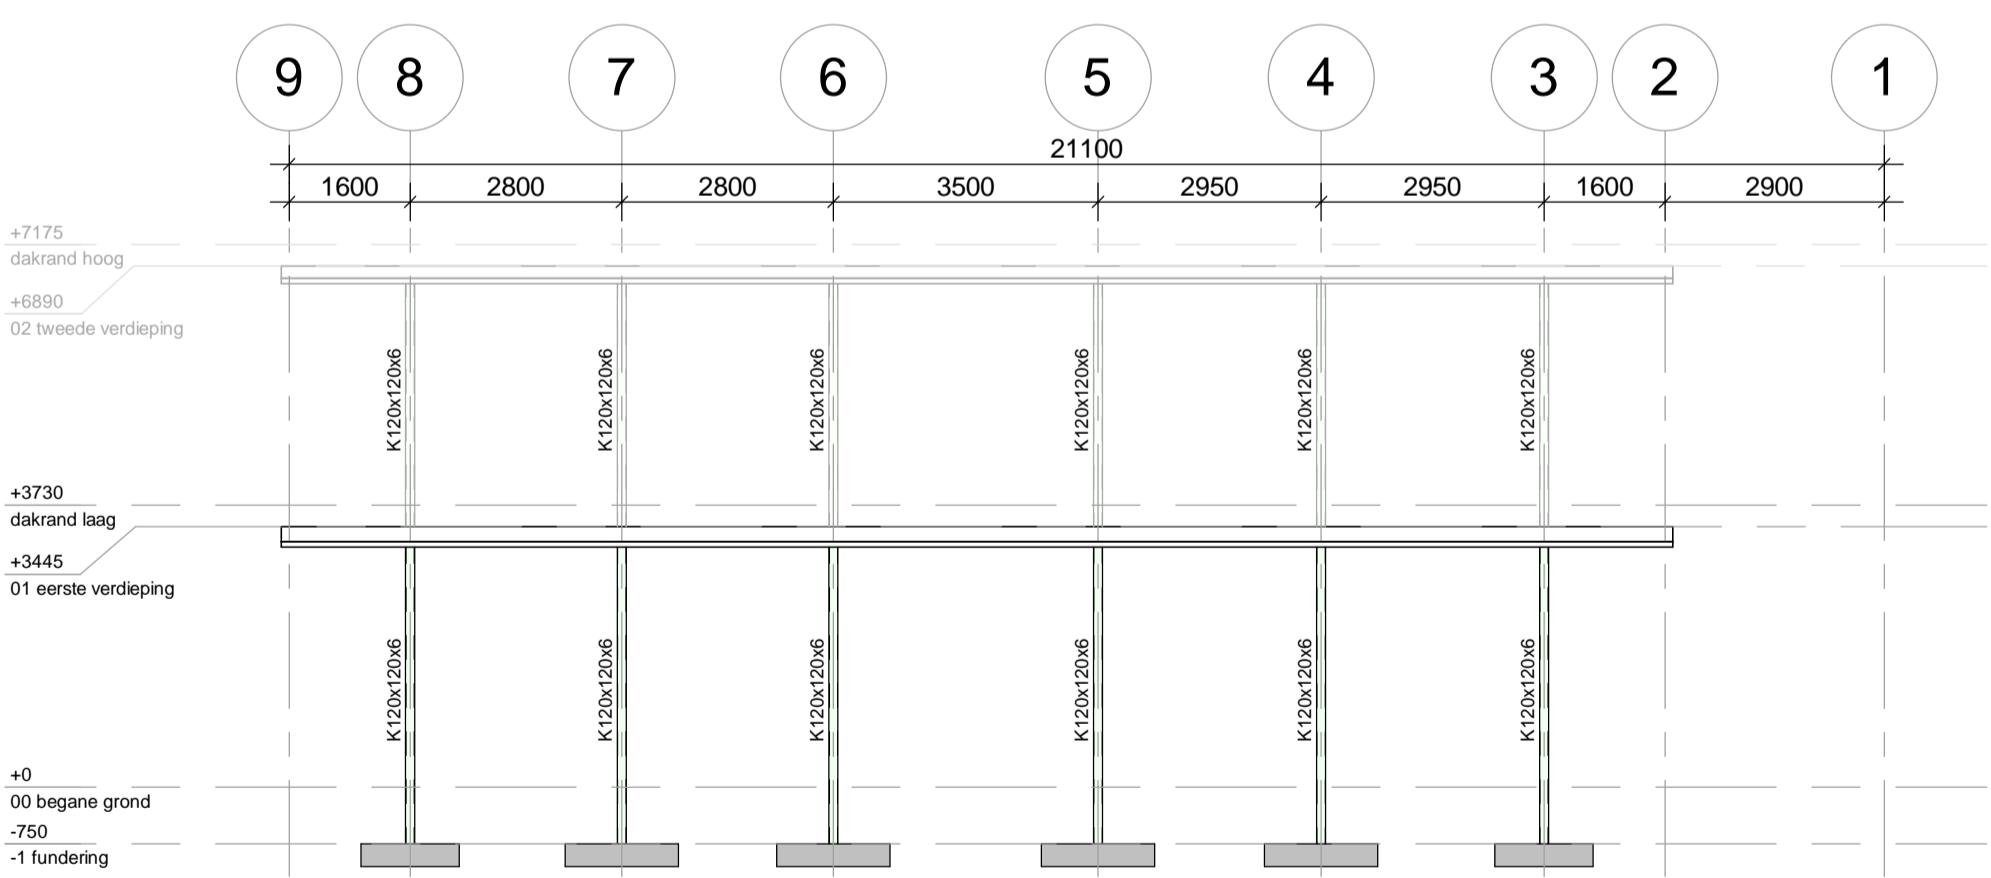 9 8 7 6 5 4 3 2 1
21100
1600 2800 2800 3500 2950 2950 1600 2900
+7175
dakrand hoog
+6890
02 tweede verdieping
K120x120x6 K120x120x6 K120x120x6 K120x120x6 K120x120x6 K120x120x6
+3730
dakrand laag
+3445
01 eerste verdieping
K120x120x6 K120x120x6 K120x120x6 K120x120x6 K120x120x6 K120x120x6
+0
00 begane grond
-750
-1 fundering